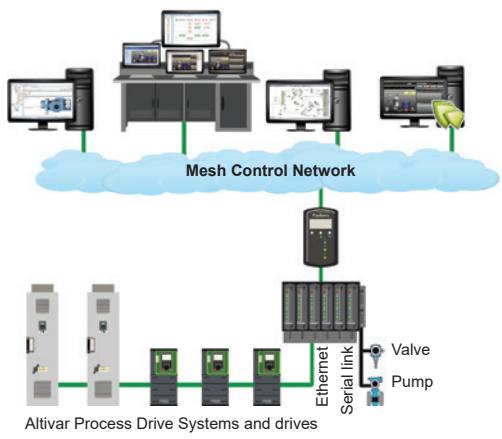 Mesh Control Network
Ethernet
Serial link
Valve
Pump
Altivar Process Drive Systems and drives